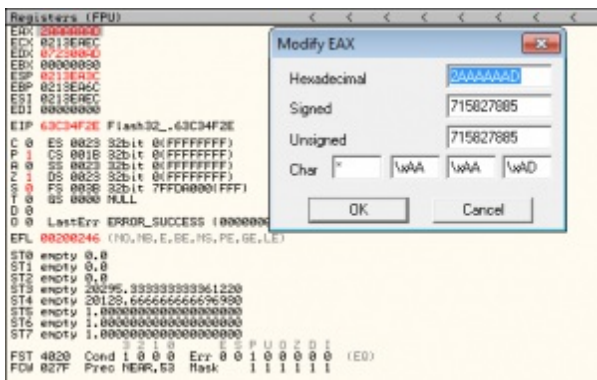 Registers (FPU) < < < < < < < <
EAX 2AAAAAAD
ECX 0213EAEC
EDX 0723004D
EBX 00000030
ESP 0213EA3C
EBP 0213EA6C
ESI 0213EAEC
EDI 00000000
EIP 63C34F2E Flash32_.63C34F2E
C 0 ES 0023 32bit 0(FFFFFFFF)
P 1 CS 001B 32bit 0(FFFFFFFF)
A 0 SS 0023 32bit 0(FFFFFFFF)
Z 1 DS 0023 32bit 0(FFFFFFFF)
S 0 FS 003B 32bit 7FFDA000(FFF)
T 0 GS 0000 NULL
D 0
O 0 LastErr ERROR_SUCCESS (0000000
EFL 00200246 (NO,NB,E,BE,NS,PE,GE,LE)
ST0 empty 0.0
ST1 empty 0.0
ST2 empty 0.0
ST3 empty 20295.333333333361220
ST4 empty 20128.666666666696980
ST5 empty 1.0000000000000000000
ST6 empty 1.0000000000000000000
ST7 empty 1.0000000000000000000
3 2 1 0 E S P U O Z D I
FST 4020 Cond 1 0 0 0 Err 0 0 1 0 0 0 0 0 (EQ)
FCW 027F Prec NEAR,53 Mask 1 1 1 1 1 1
Modify EAX
Hexadecimal 2AAAAAAD
Signed 715827885
Unsigned 715827885
Char * \xAA \xAA \xAD
OK Cancel